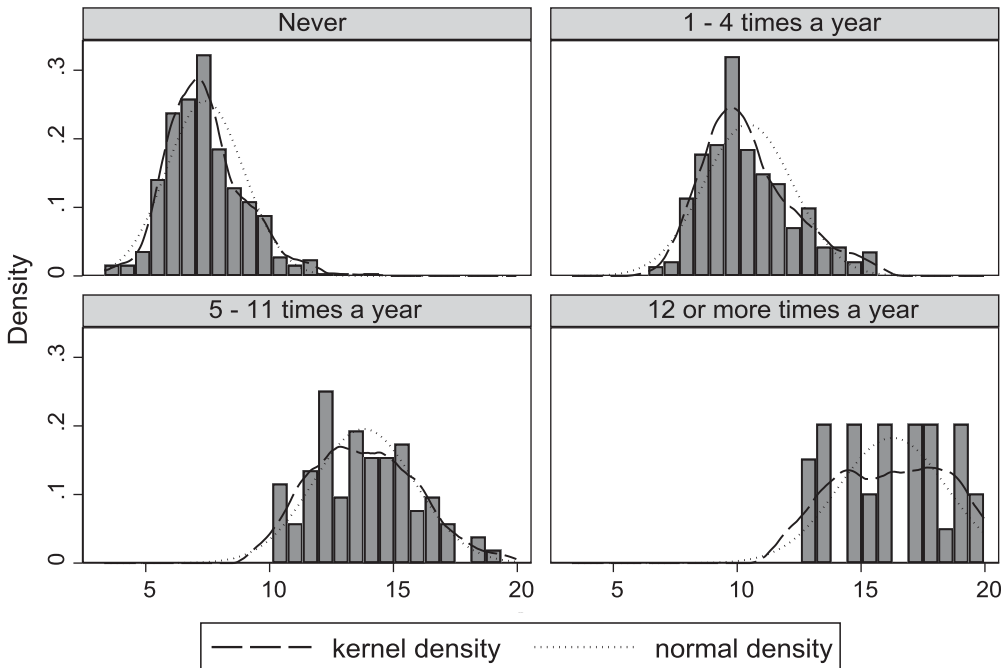 Never
1 - 4 times a year
.3
.2
.1
0
Density
5 - 11 times a year
12 or more times a year
.3
.2
.1
0
5 10 15 20 5 10 15 20
kernel density normal density